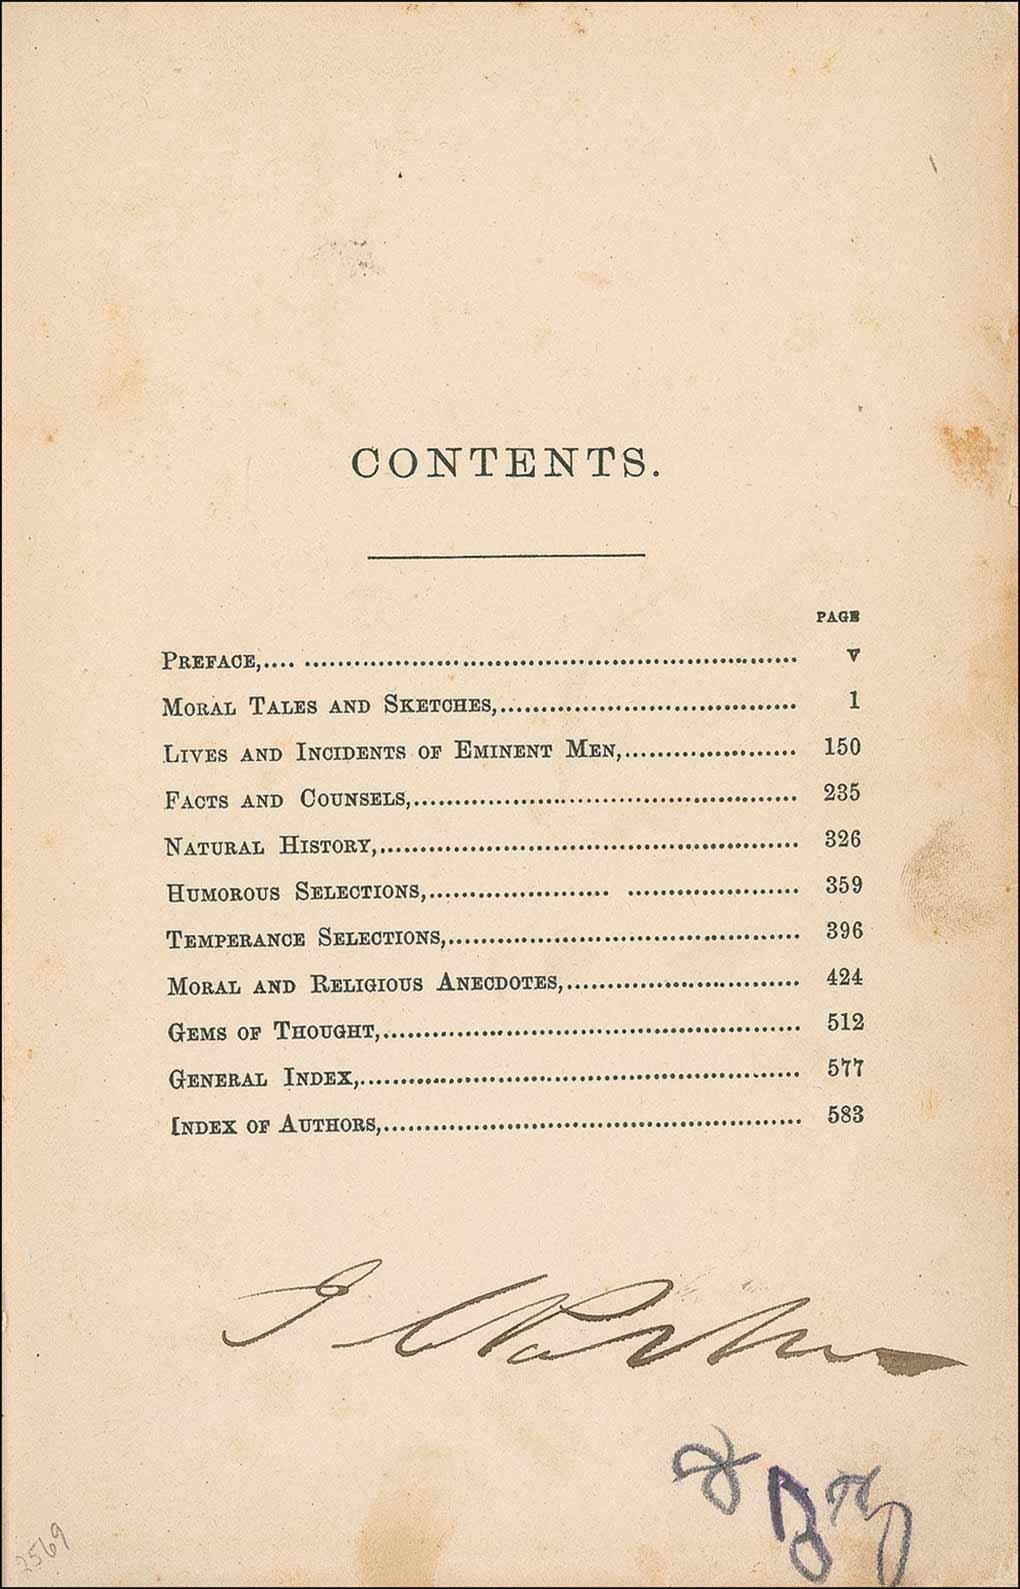 CONTENTS.
PAGE
PREFACE,.... ............................................................ v
MORAL TALES AND SKETCHES,.................................... 1
LIVES AND INCIDENTS OF EMINENT MEN,..................... 150
FACTS AND COUNSELS,.............................................. 235
NATURAL HISTORY,.................................................. 326
HUMOROUS SELECTIONS,...................... ..................... 359
TEMPERANCE SELECTIONS,.......................................... 396
MORAL AND RELIGIOUS ANECDOTES,............................ 424
GEMS OF THOUGHT,.................................................. 512
GENERAL INDEX,..................................................... 577
INDEX OF AUTHORS,.................................................. 583
2569